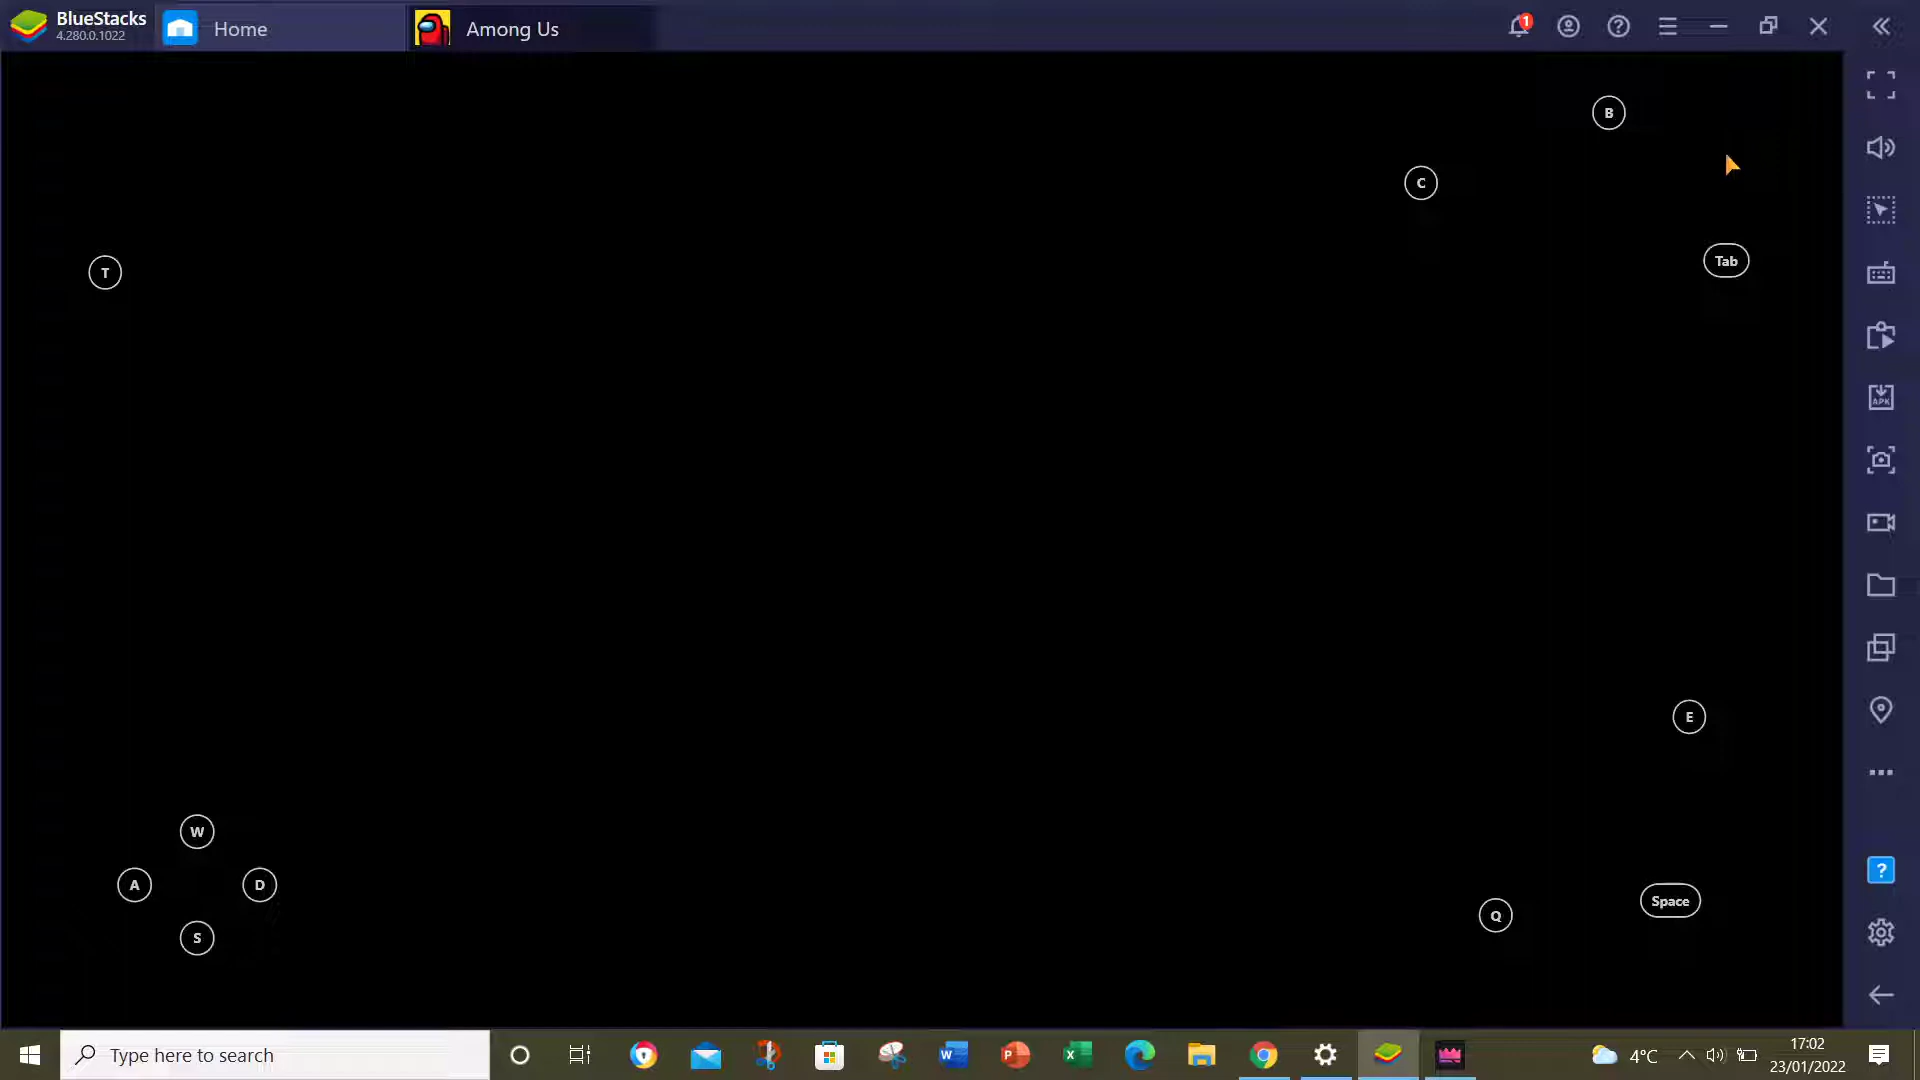 BlueStacks
4.280.0.1022
Home
Among Us
1
B
C
T
Tab
APK
E
W
A
D
S
Q
Space
?
Type here to search
W
P
X
4°C
17:02
23/01/2022